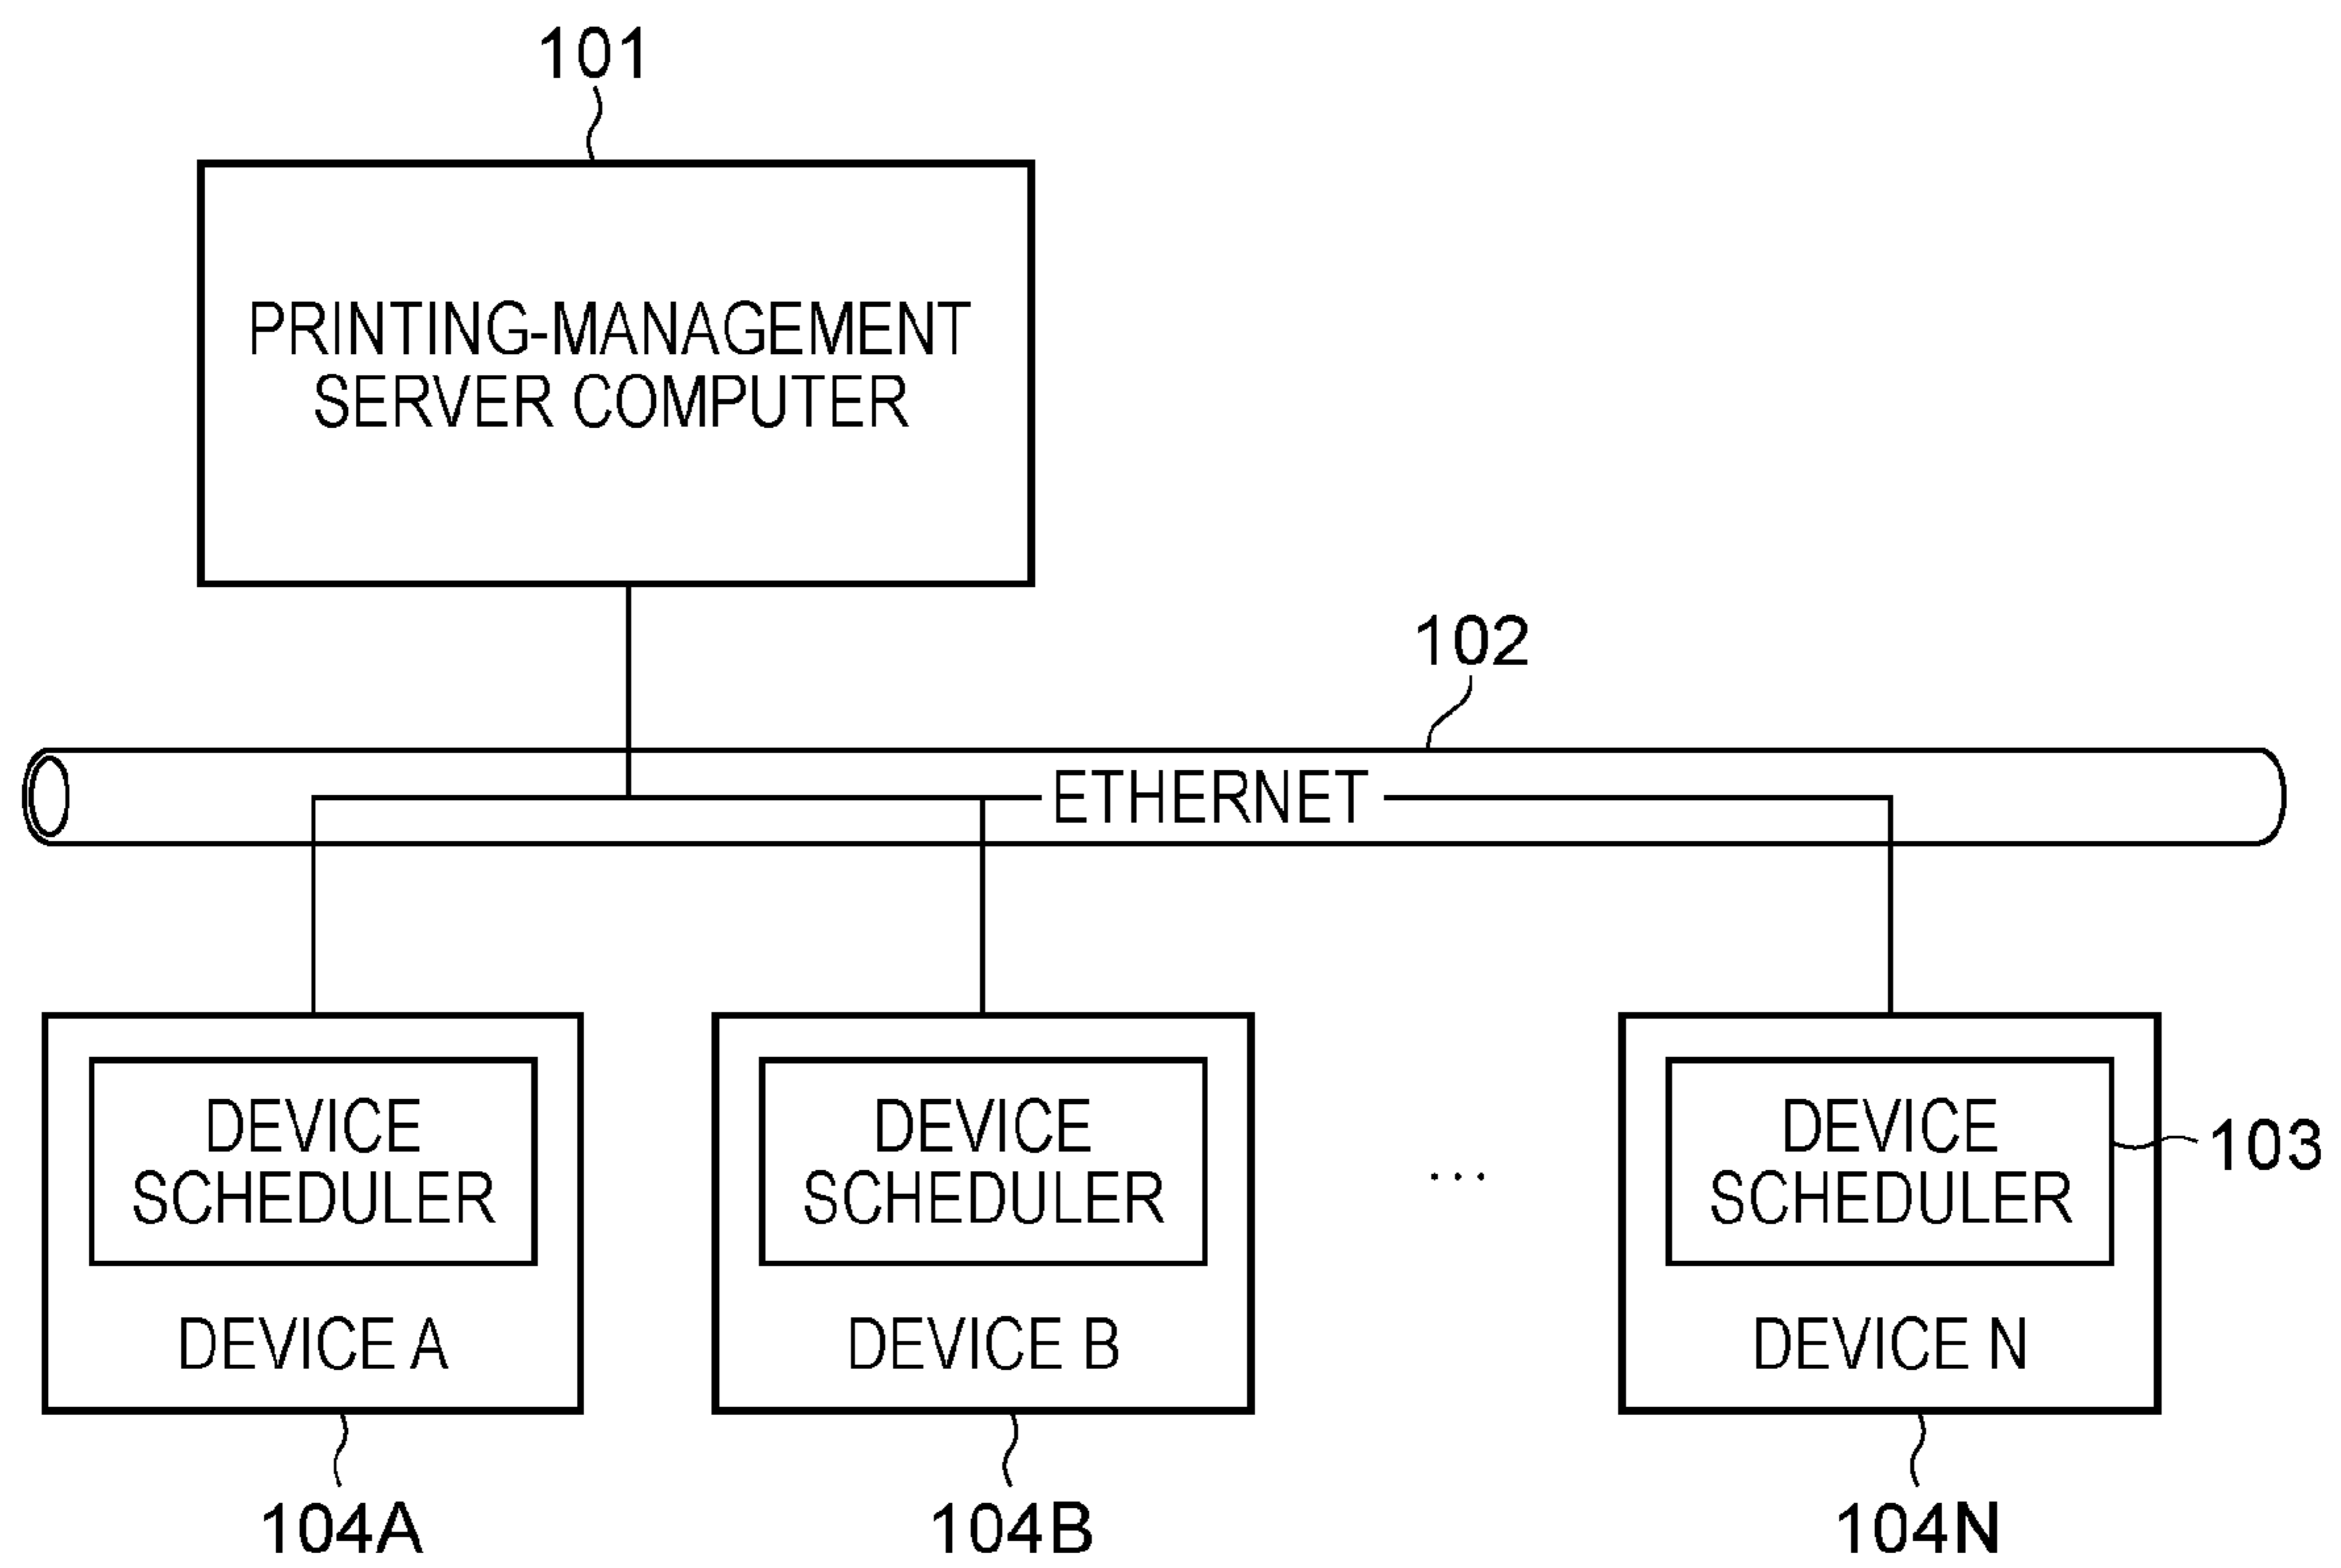 101
PRINTING-MANAGEMENT
SERVER COMPUTER
102
ETHERNET
DEVICE
SCHEDULER
DEVICE A
DEVICE
SCHEDULER
DEVICE B
...
DEVICE
SCHEDULER
DEVICE N
103
104A
104B
104N